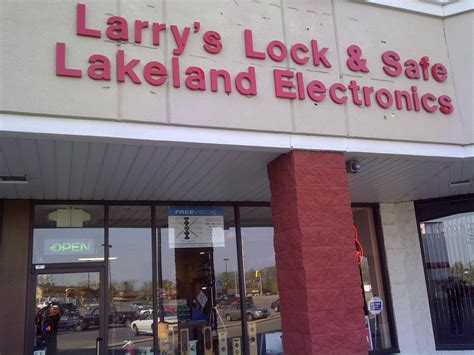 Larry's Lock & Safe
Lakeland Electronics
OPEN
FREEVISION